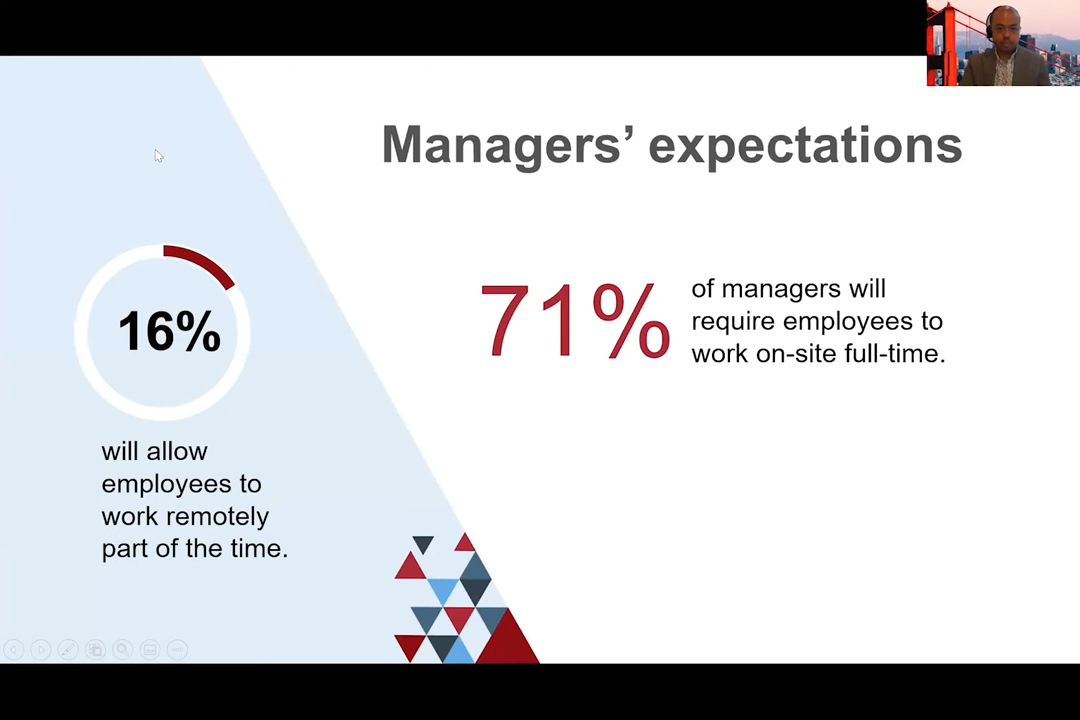 Managers’ expectations
16%
will allow
employees to
work remotely
part of the time.
71%
of managers will
require employees to
work on-site full-time.